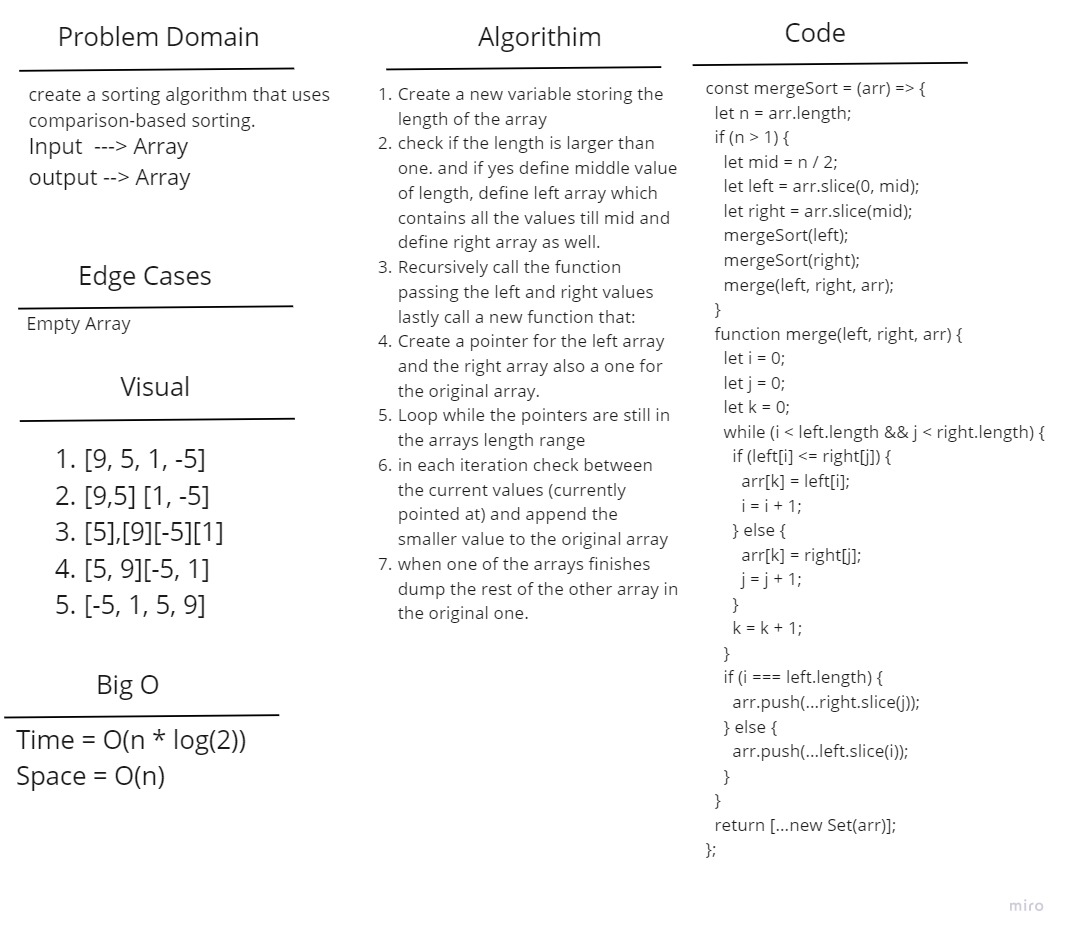 Problem Domain
create a sorting algorithm that uses
comparison-based sorting.
Input ---> Array
output --> Array
Edge Cases
Empty Array
Visual
1. [9, 5, 1, -5]
2. [9,5] [1, -5]
3. [5],[9][-5][1]
4. [5, 9][-5, 1]
5. [-5, 1, 5, 9]
Big O
Time = O(n * log(2))
Space = O(n)
Algorithim
1. Create a new variable storing the
length of the array
2. check if the length is larger than
one. and if yes define middle value
of length, define left array which
contains all the values till mid and
define right array as well.
3. Recursively call the function
passing the left and right values
lastly call a new function that:
4. Create a pointer for the left array
and the right array also a one for
the original array.
5. Loop while the pointers are still in
the arrays length range
6. in each iteration check between
the current values (currently
pointed at) and append the
smaller value to the original array
7. when one of the arrays finishes
dump the rest of the other array in
the original one.
Code
const mergeSort = (arr) => {
let n = arr.length;
if (n > 1) {
let mid = n / 2;
let left = arr.slice(0, mid);
let right = arr.slice(mid);
mergeSort(left);
mergeSort(right);
merge(left, right, arr);
}
function merge(left, right, arr) {
let i = 0;
let j = 0;
let k = 0;
while (i < left.length && j < right.length) {
if (left[i] <= right[j]) {
arr[k] = left[i];
i = i + 1;
} else {
arr[k] = right[j];
j = j + 1;
}
k = k + 1;
}
if (i === left.length) {
arr.push(...right.slice(j));
} else {
arr.push(...left.slice(i));
}
}
return [...new Set(arr)];
};
miro